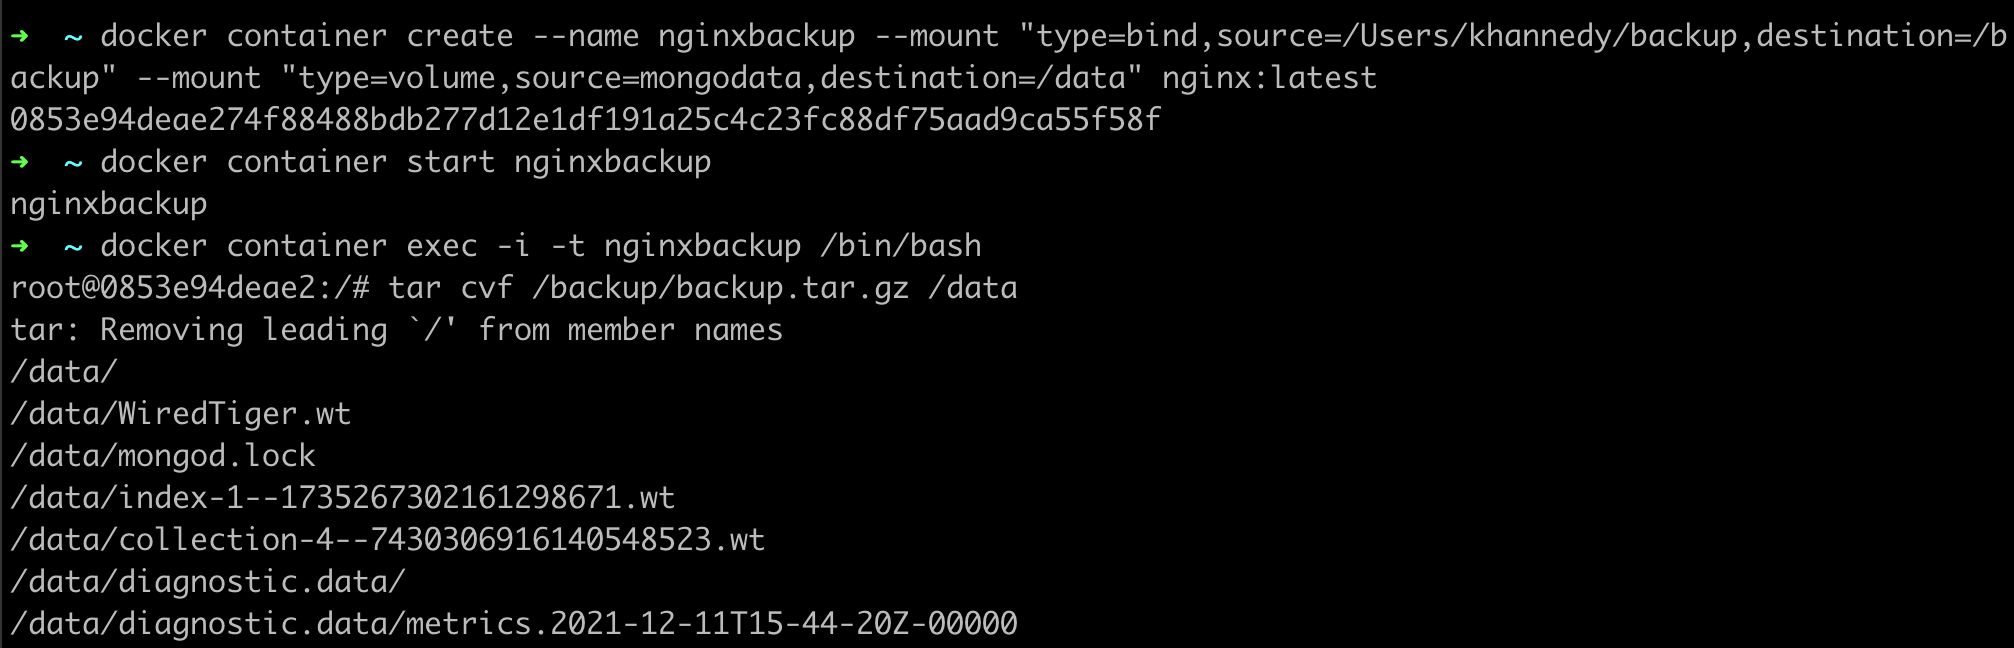 ➜  ~ docker container create --name nginxbackup --mount "type=bind,source=/Users/khannedy/backup,destination=/b
ackup" --mount "type=volume,source=mongodata,destination=/data" nginx:latest
0853e94deae274f88488bdb277d12e1df191a25c4c23fc88df75aad9ca55f58f
➜  ~ docker container start nginxbackup
nginxbackup
➜  ~ docker container exec -i -t nginxbackup /bin/bash
root@0853e94deae2:/# tar cvf /backup/backup.tar.gz /data
tar: Removing leading `/' from member names
/data/
/data/WiredTiger.wt
/data/mongod.lock
/data/index-1--1735267302161298671.wt
/data/collection-4--7430306916140548523.wt
/data/diagnostic.data/
/data/diagnostic.data/metrics.2021-12-11T15-44-20Z-00000